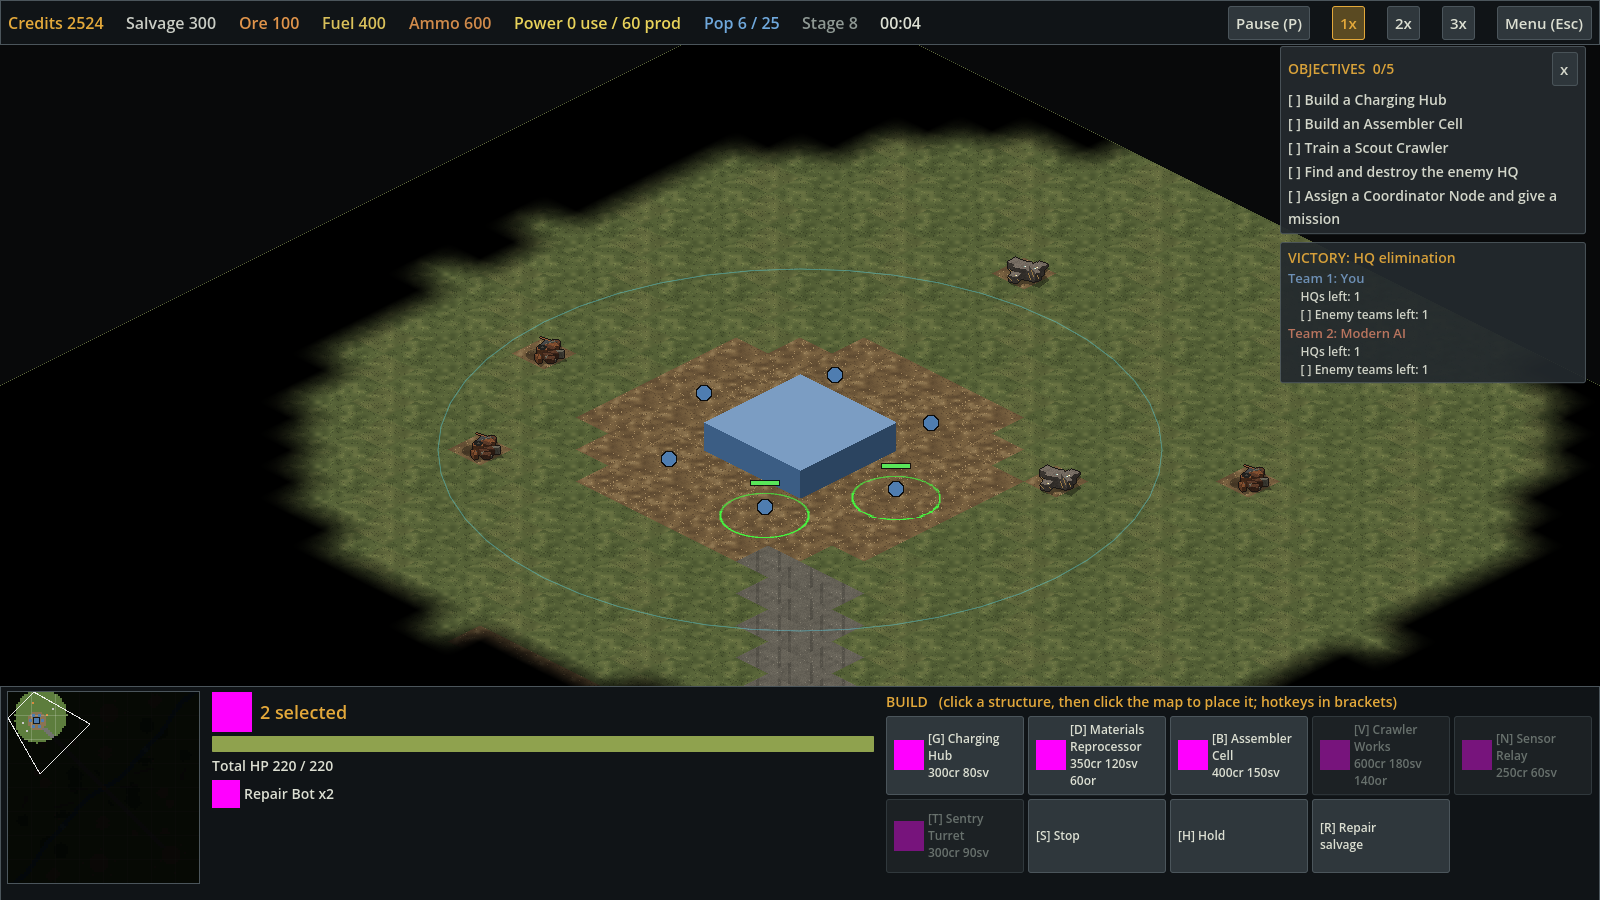 Credits 2524 Salvage 300 Ore 100 Fuel 400 Ammo 600 Power 0 use / 60 prod Pop 6 / 25 Stage 8 00:04 Pause (P) 1x 2x 3x Menu (Esc)
OBJECTIVES 0/5 x
[ ] Build a Charging Hub
[ ] Build an Assembler Cell
[ ] Train a Scout Crawler
[ ] Find and destroy the enemy HQ
[ ] Assign a Coordinator Node and give a
mission
VICTORY: HQ elimination
Team 1: You
HQs left: 1
[ ] Enemy teams left: 1
Team 2: Modern AI
HQs left: 1
[ ] Enemy teams left: 1
2 selected
Total HP 220 / 220
Repair Bot x2
BUILD (click a structure, then click the map to place it; hotkeys in brackets)
[G] Charging
Hub
300cr 80sv
[D] Materials
Reprocessor
350cr 120sv
60or
[B] Assembler
Cell
400cr 150sv
[V] Crawler
Works
600cr 180sv
140or
[N] Sensor
Relay
250cr 60sv
[T] Sentry
Turret
300cr 90sv
[S] Stop
[H] Hold
[R] Repair
salvage